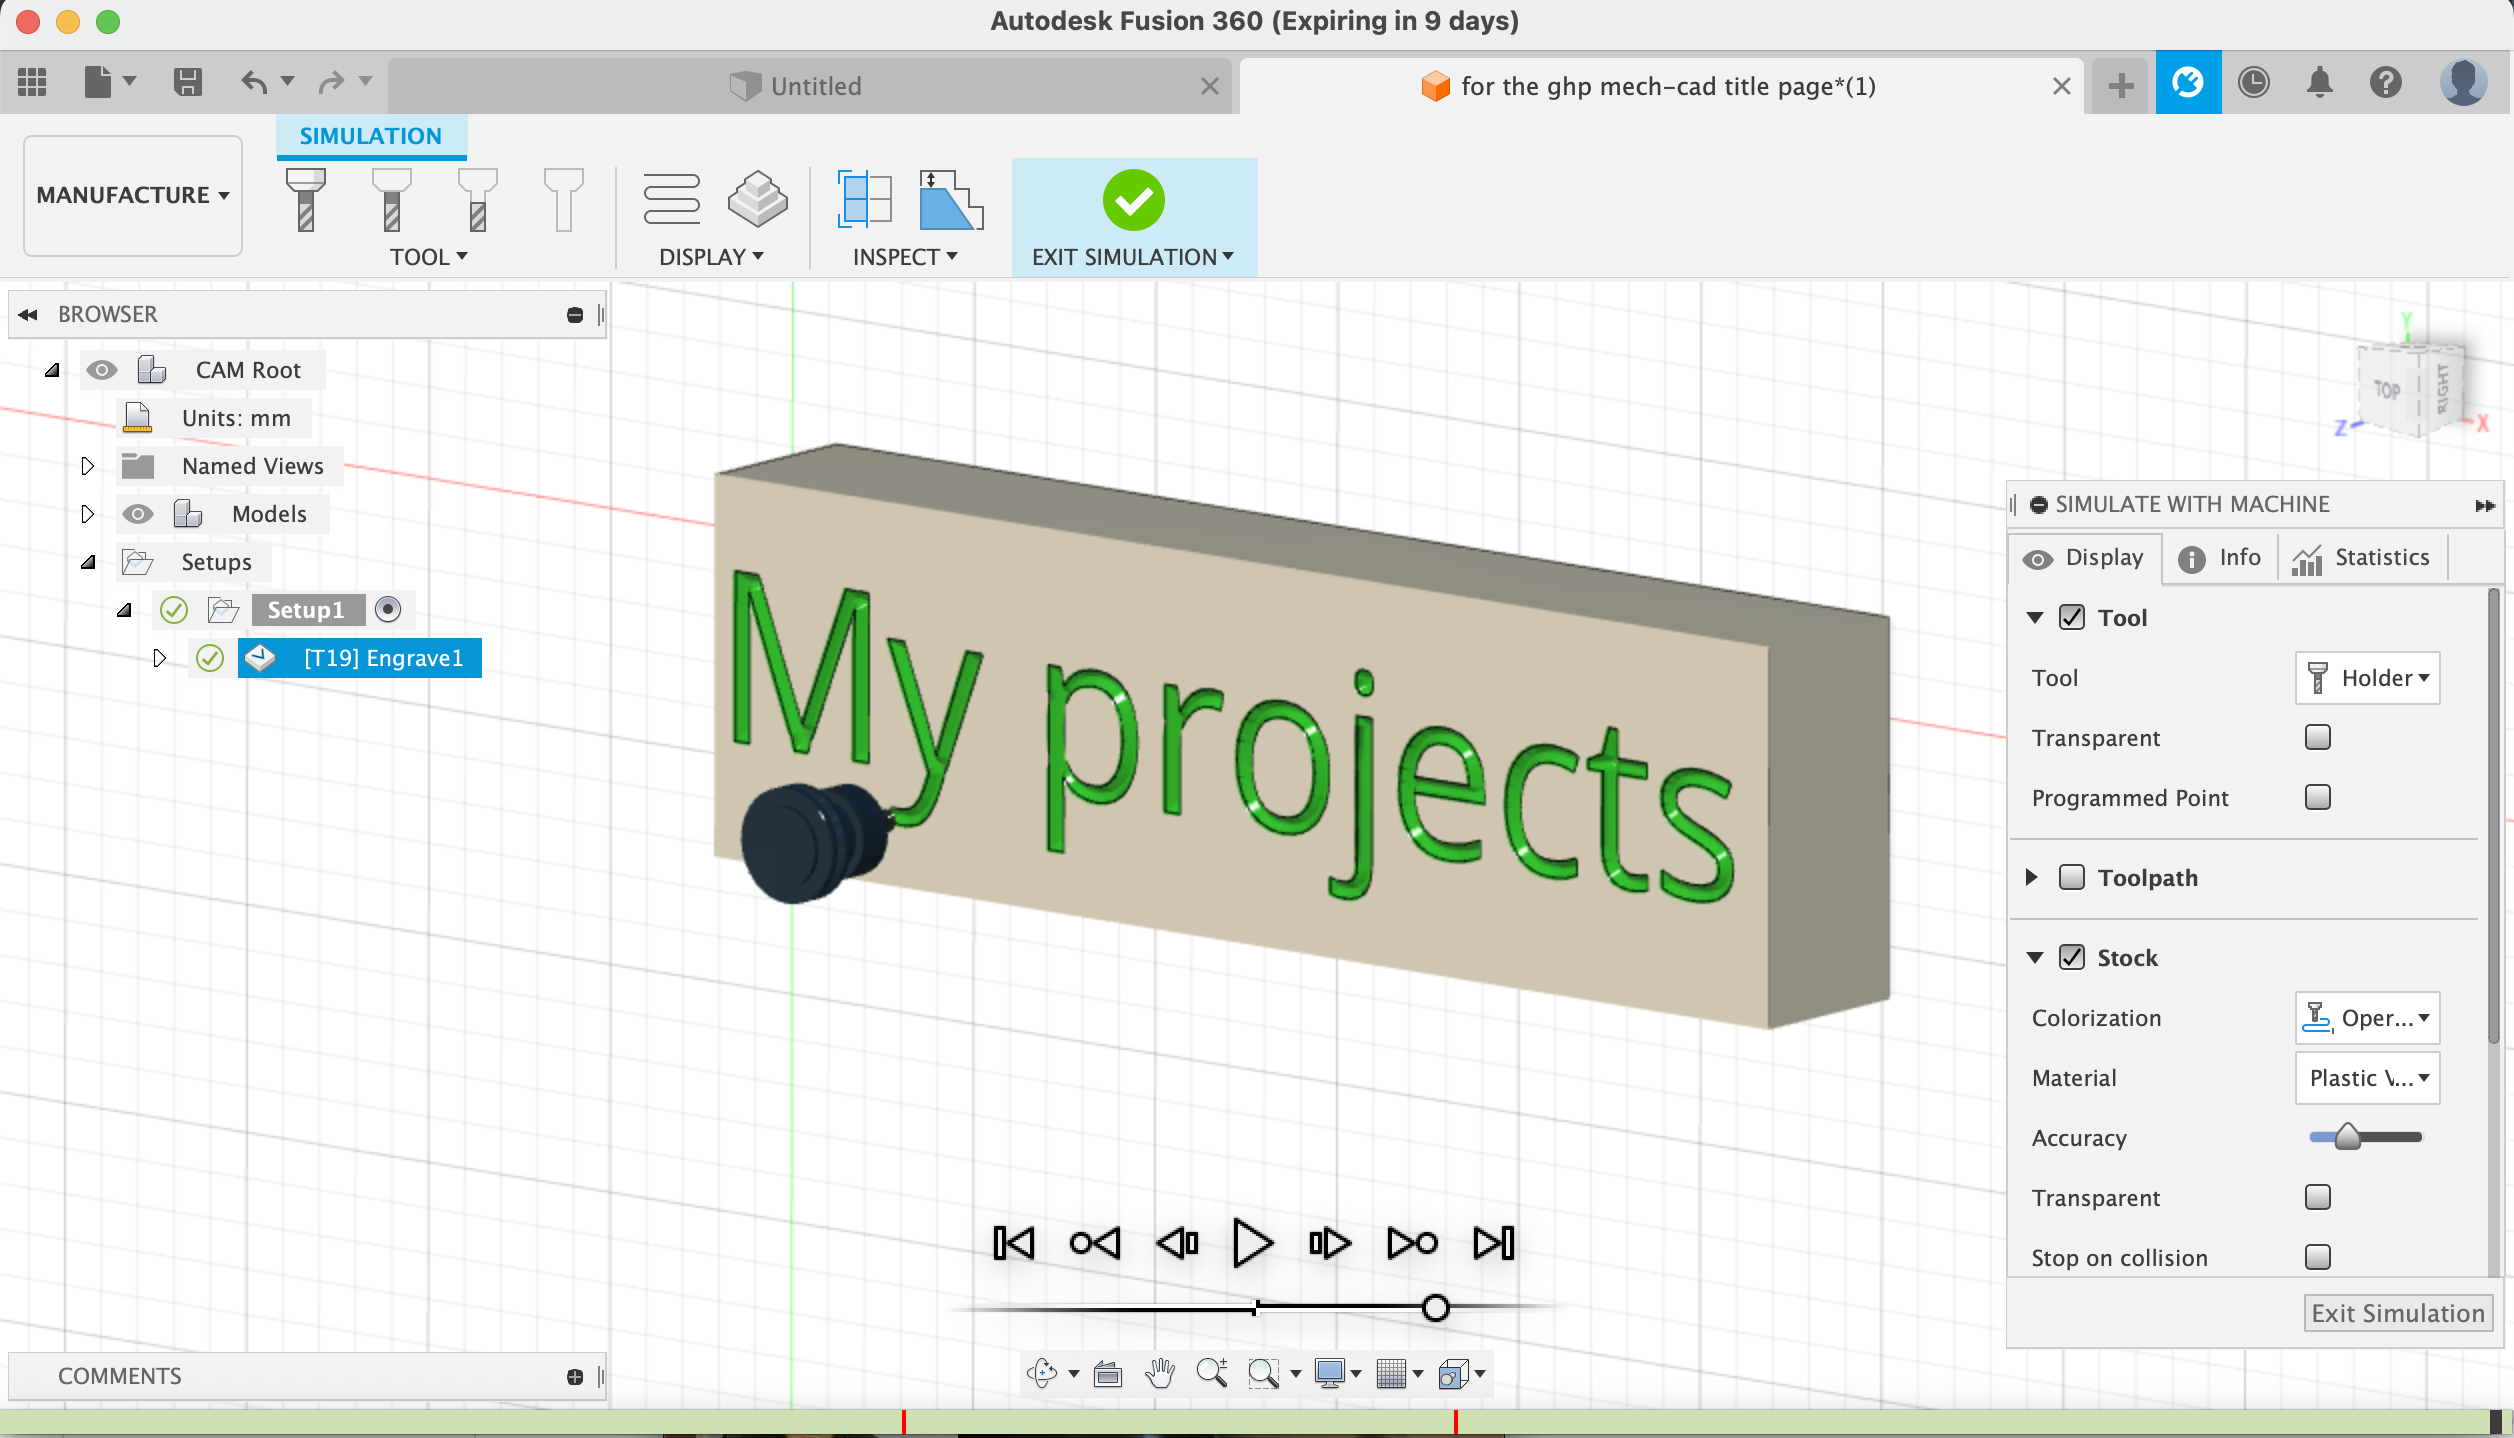 Autodesk Fusion 360 (Expiring in 9 days)
Untitled
for the ghp mech-cad title page*(1)
SIMULATION
MANUFACTURE
TOOL
DISPLAY
INSPECT
EXIT SIMULATION
BROWSER
CAM Root
Units: mm
Named Views
Models
Setups
Setup1
[T19] Engrave1
My projects
Y
TOP
RIGHT
Z
X
SIMULATE WITH MACHINE
Display
Info
Statistics
Tool
Tool
Holder
Transparent
Programmed Point
Toolpath
Stock
Colorization
Oper...
Material
Plastic V...
Accuracy
Transparent
Stop on collision
Exit Simulation
COMMENTS